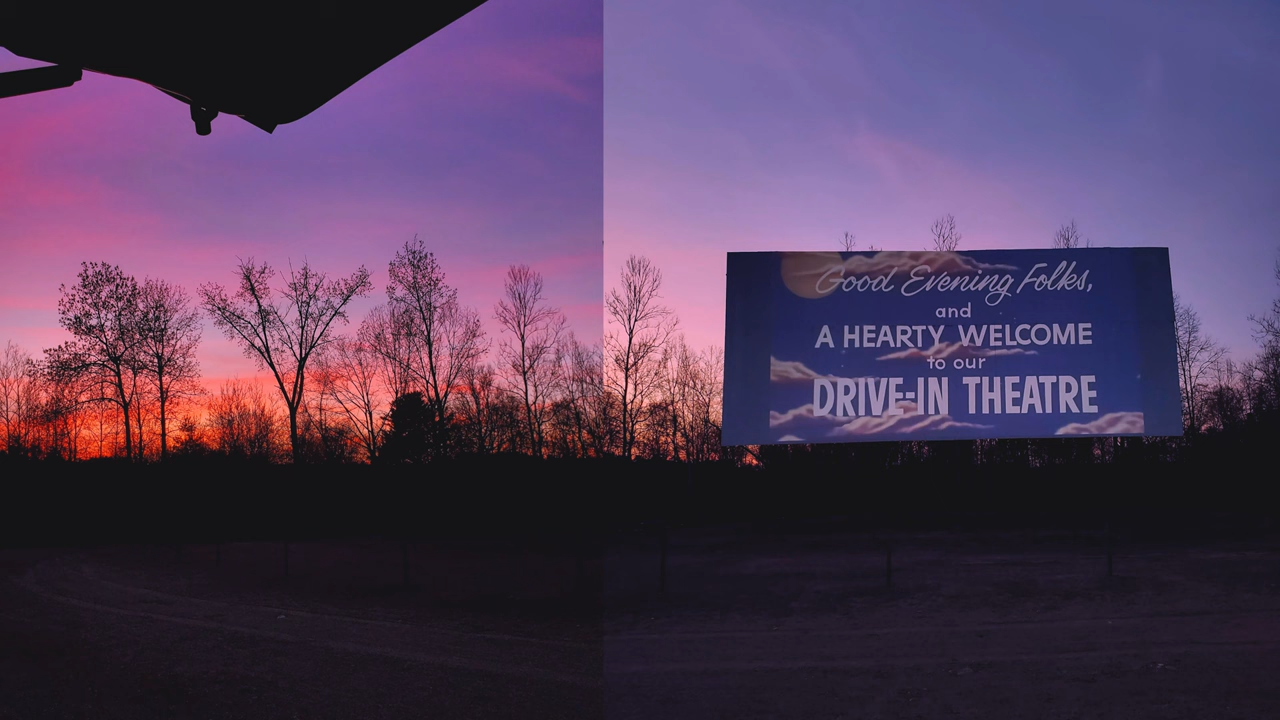 Good Evening Folks,
and
A HEARTY WELCOME
to our
DRIVE-IN THEATRE